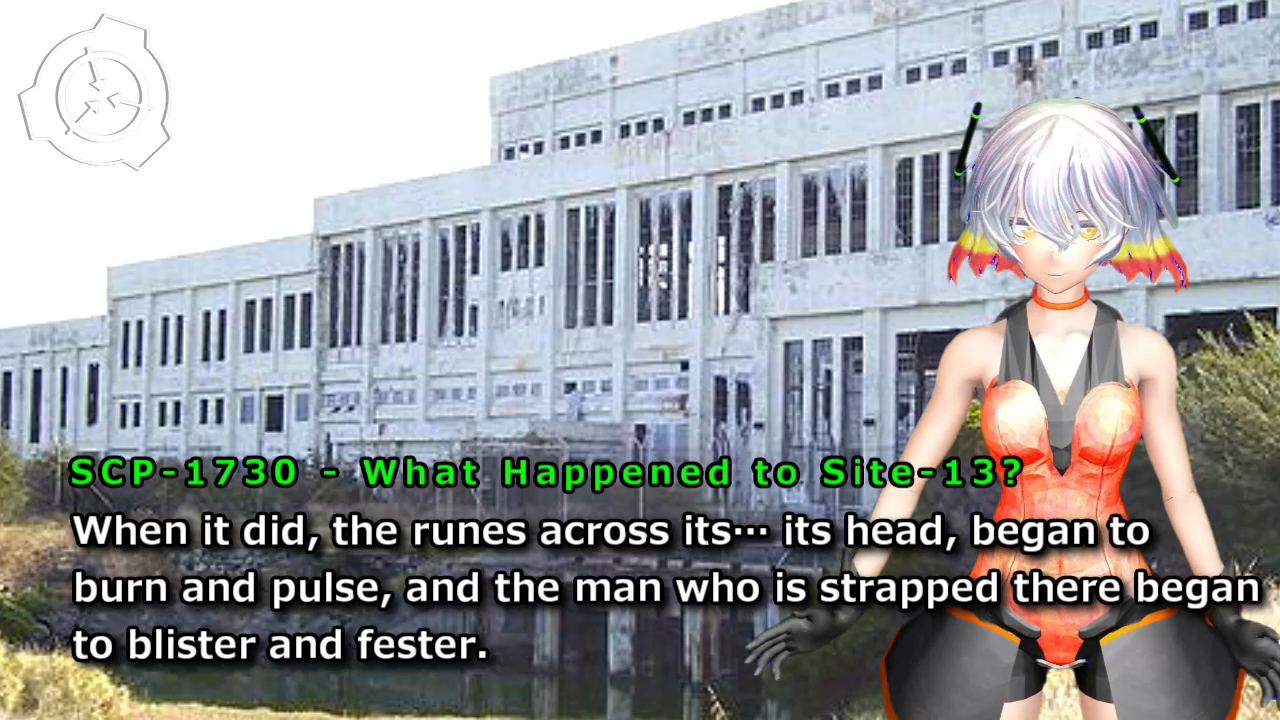 SCP-1730 - What Happened to Site-13?
When it did, the runes across its… its head, began to
burn and pulse, and the man who is strapped there began
to blister and fester.